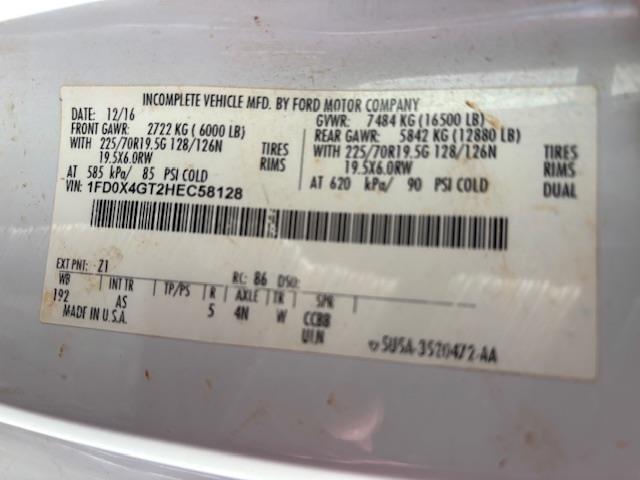 INCOMPLETE VEHICLE MFD. BY FORD MOTOR COMPANY
DATE: 12/16 GVWR: 7484 KG (16500 LB)
FRONT GAWR: 2722 KG ( 6000 LB) REAR GAWR: 5842 KG (12880 LB)
WITH 225/70R19.5G 128/126N TIRES WITH 225/70R19.5G 128/126N TIRES
19.5X6.0RW RIMS 19.5X6.0RW RIMS
AT 585 kPa/ 85 PSI COLD AT 620 kPa/ 90 PSI COLD DUAL
VIN: 1FD0X4GT2HEC58128
EXT PNT: Z1 RC: 86 DSO:
WB INT TR TP/PS R AXLE TR SPR
192 AS 5 4N W CCBB
MADE IN U.S.A. UILN
5U5A-3520472-AA